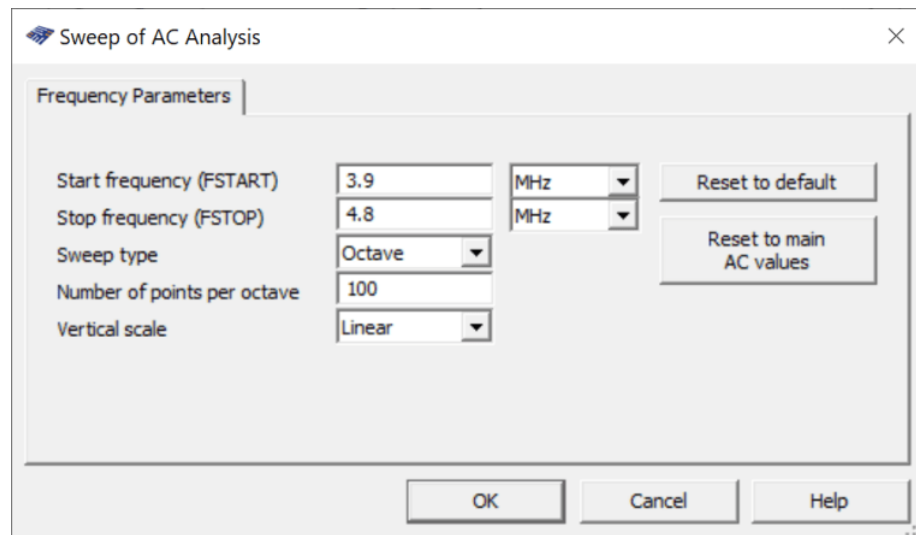 Sweep of AC Analysis
Frequency Parameters
Start frequency (FSTART) 3.9 MHz Reset to default
Stop frequency (FSTOP) 4.8 MHz
Reset to main
AC values
Sweep type Octave
Number of points per octave 100
Vertical scale Linear
OK Cancel Help